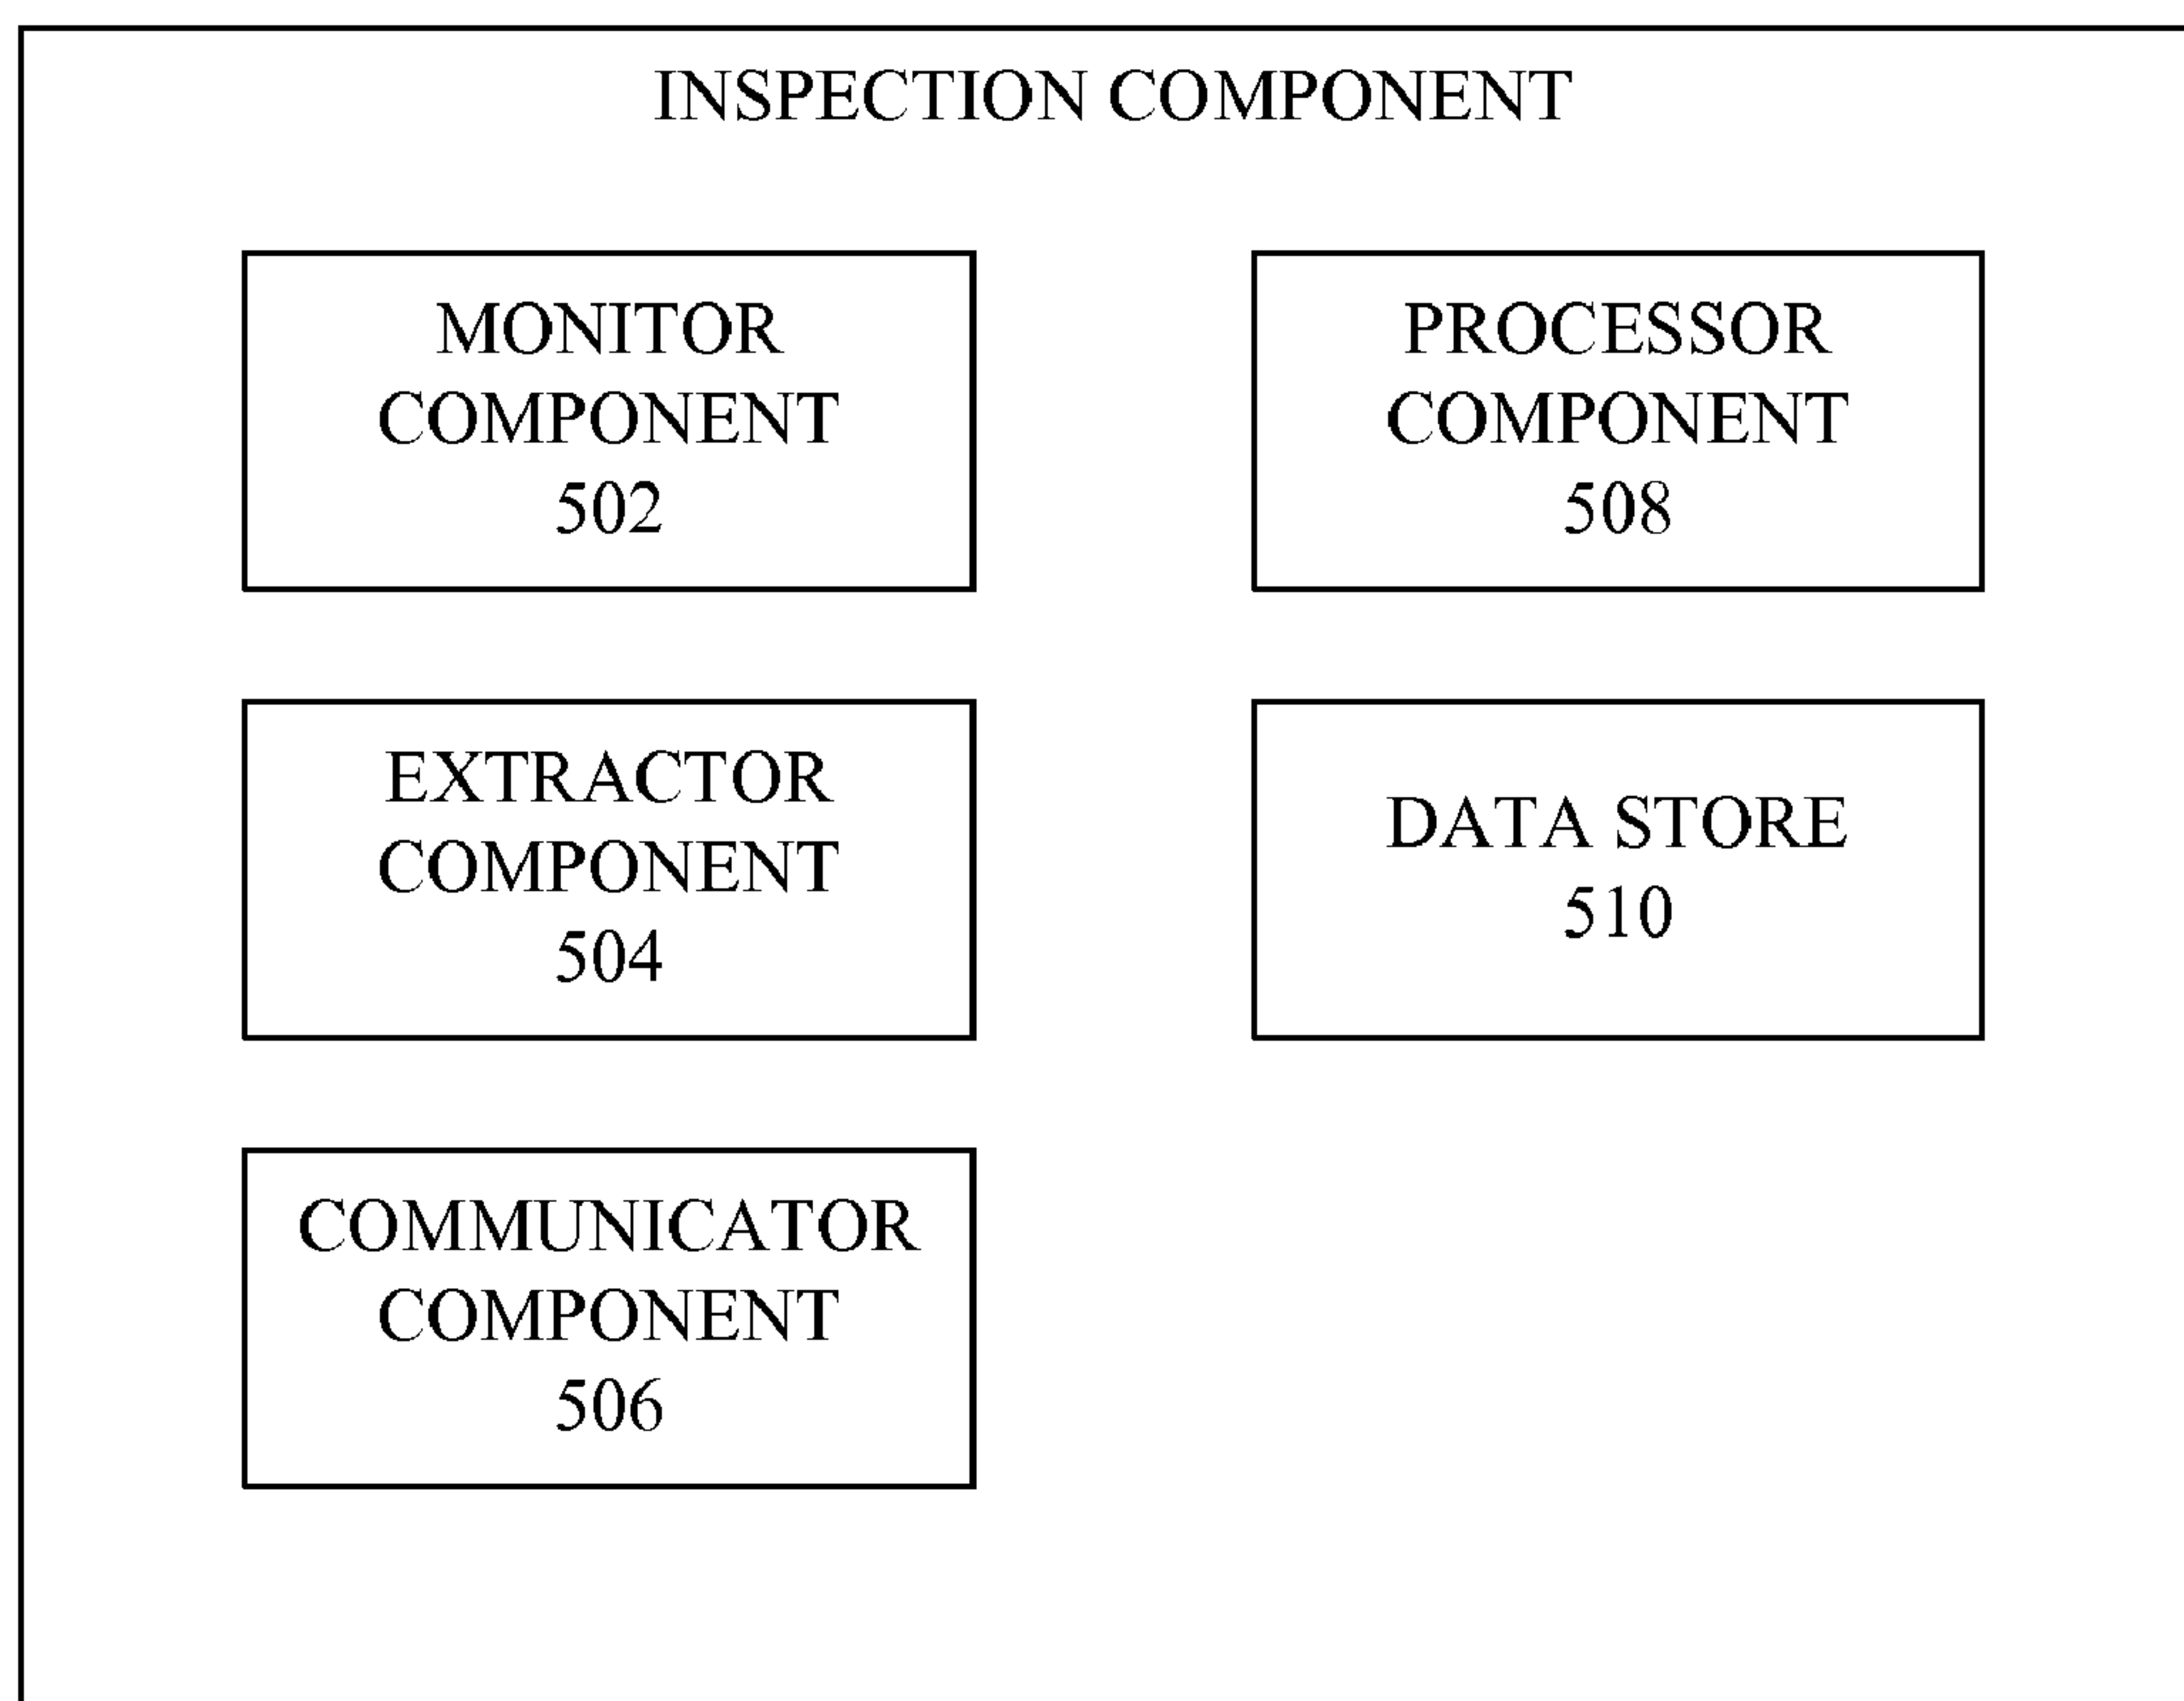 INSPECTION COMPONENT
MONITOR
COMPONENT
502
EXTRACTOR
COMPONENT
504
COMMUNICATOR
COMPONENT
506
PROCESSOR
COMPONENT
508
DATA STORE
510